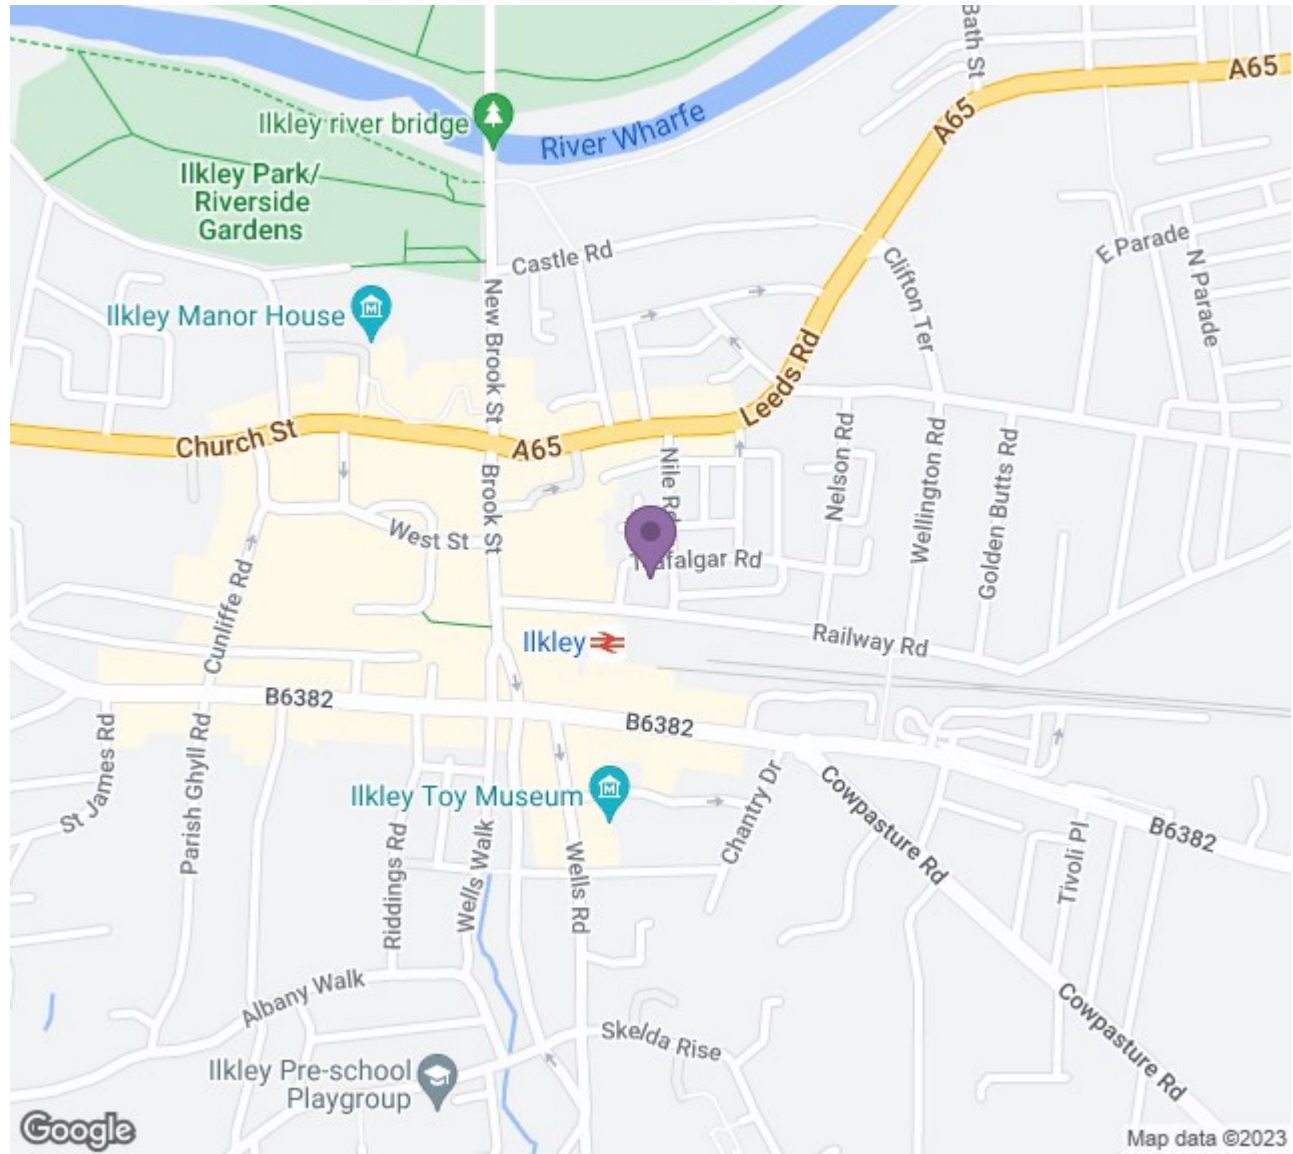 Bath St
A65
A65
Ilkley river bridge
River Wharfe
Ilkley Park/
Riverside
Gardens
Castle Rd
E Parade
N Parade
Clifton Ter
New Brook St
Ilkley Manor House
Leeds Rd
Church St
A65
Brook St
Nile Rd
Nelson Rd
Wellington Rd
Golden Butts Rd
West St
Trafalgar Rd
Cunliffe Rd
Ilkley
Railway Rd
B6382
B6382
St James Rd
Parish Ghyll Rd
Ilkley Toy Museum
Chantry Dr
Cowpasture Rd
Tivoli Pl
B6382
Riddings Rd
Wells Walk
Wells Rd
Albany Walk
Skelda Rise
Cowpasture Rd
Ilkley Pre-school
Playgroup
Google
Map data ©2023